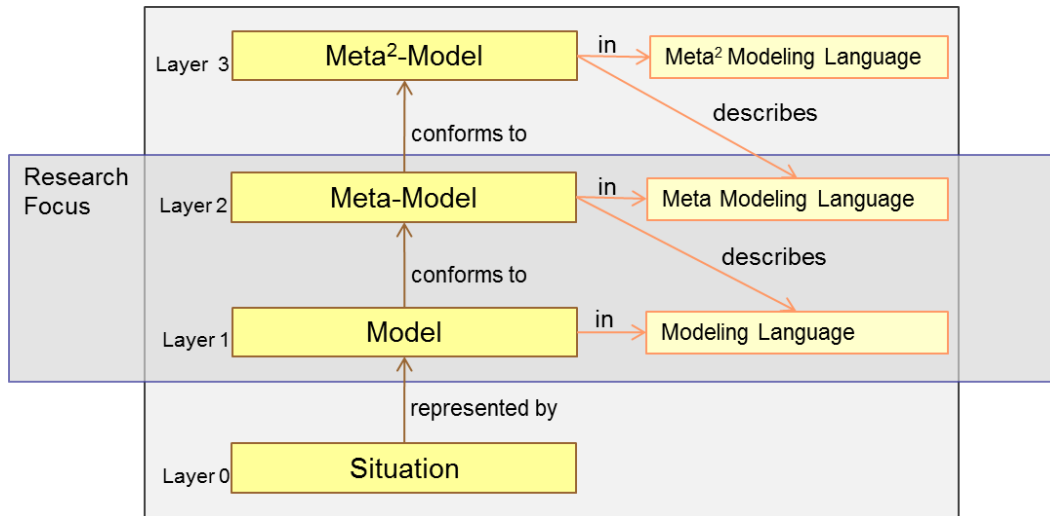 Layer 3
Meta²-Model
in
Meta² Modeling Language
describes
conforms to
Research
Focus
Layer 2
Meta-Model
in
Meta Modeling Language
describes
conforms to
Layer 1
Model
in
Modeling Language
represented by
Layer 0
Situation